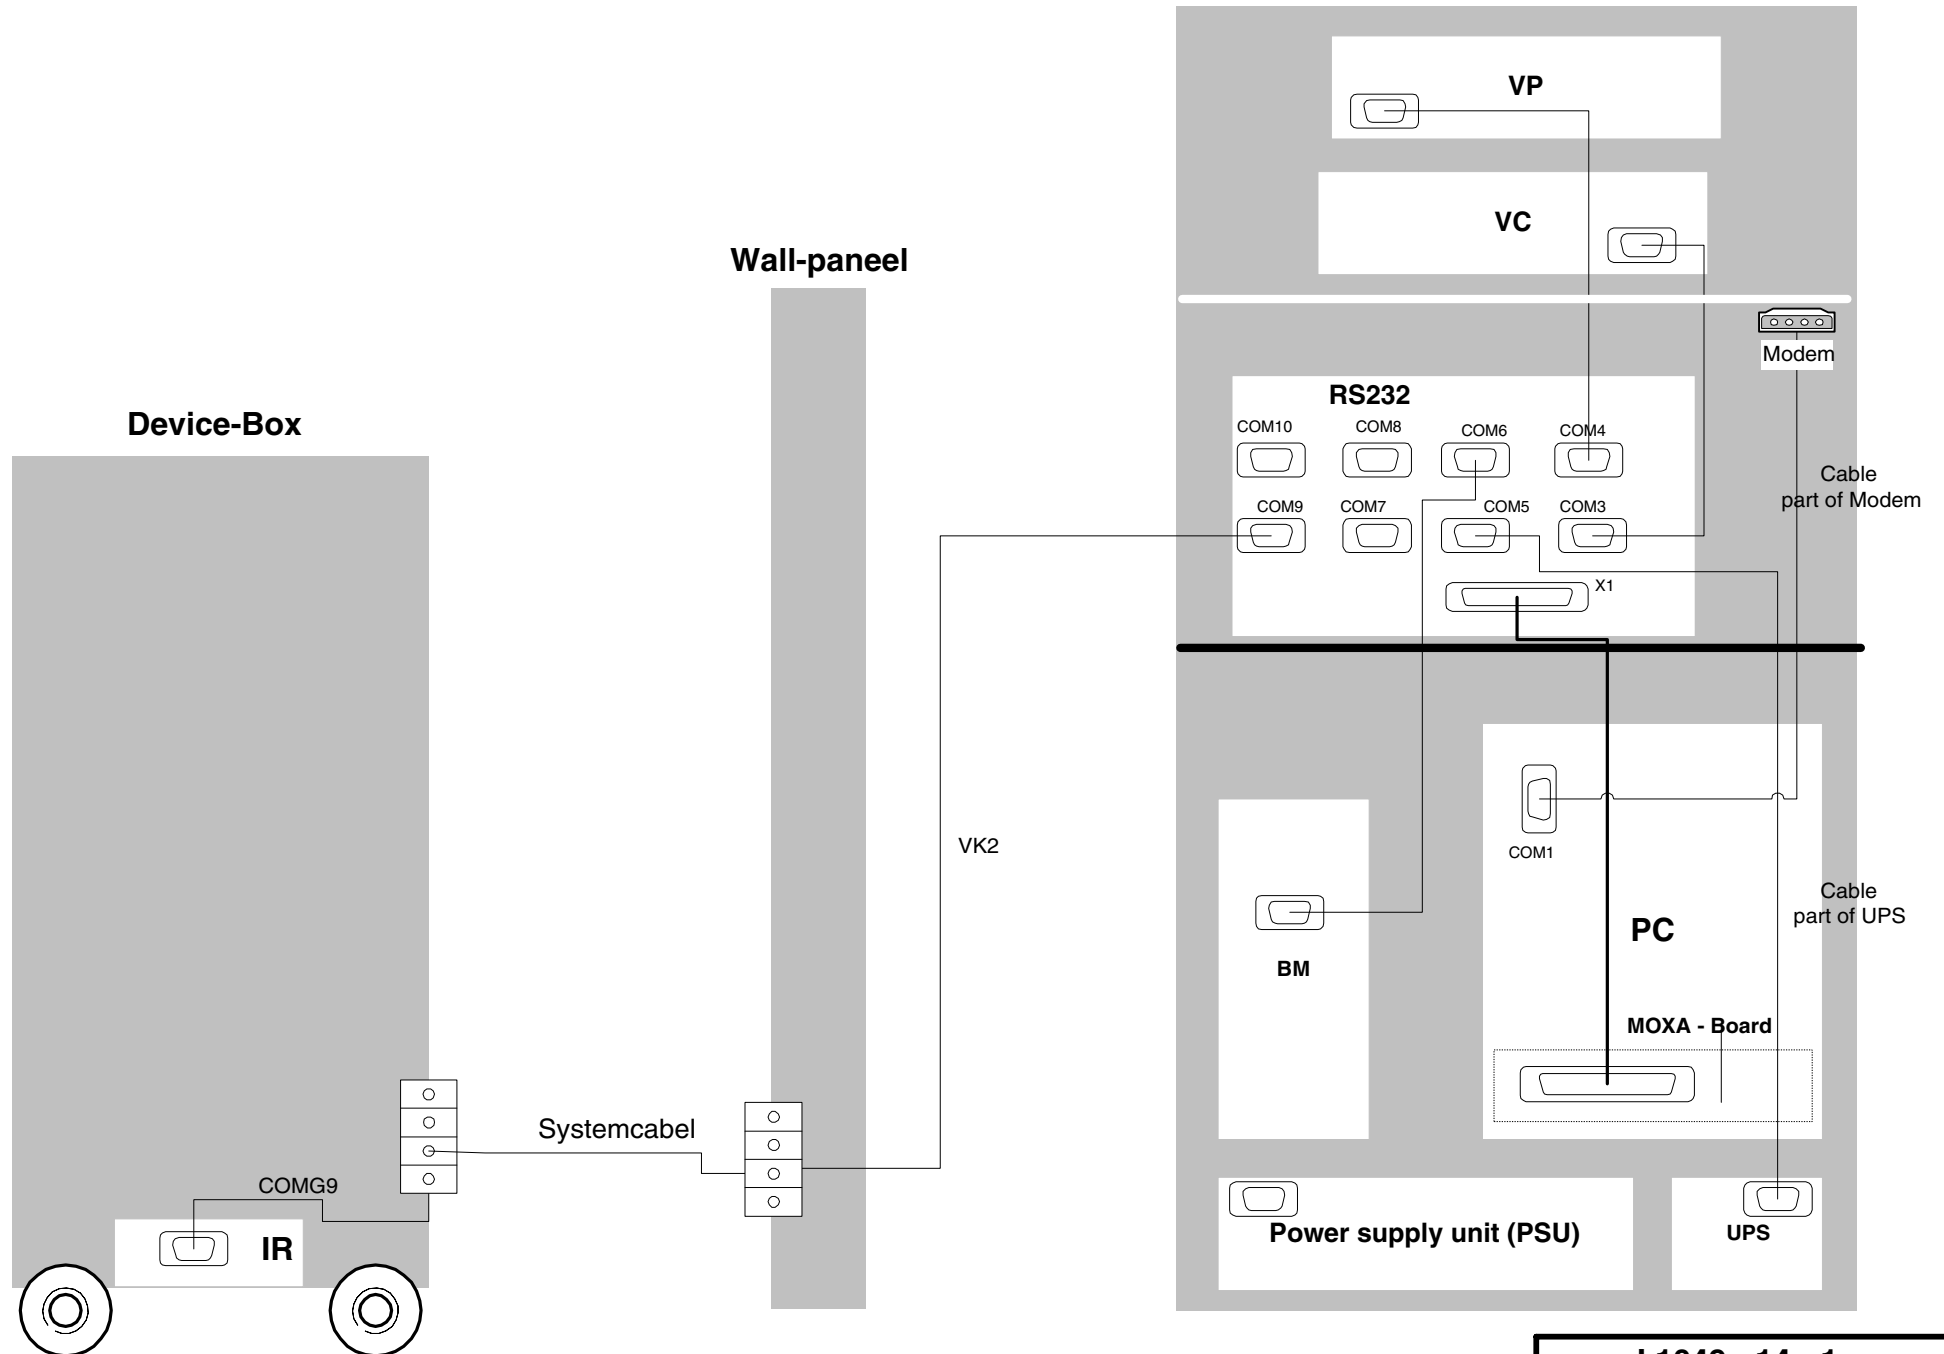 VP
VC
Wall-paneel
Modem
RS232
Device-Box
COM10
COM8
COM6
COM4
Cable
part of Modem
COM9
COM7
COM5
COM3
X1
VK2
COM1
Cable
part of UPS
PC
BM
MOXA - Board
Systemcabel
COMG9
IR
Power supply unit (PSU)
UPS